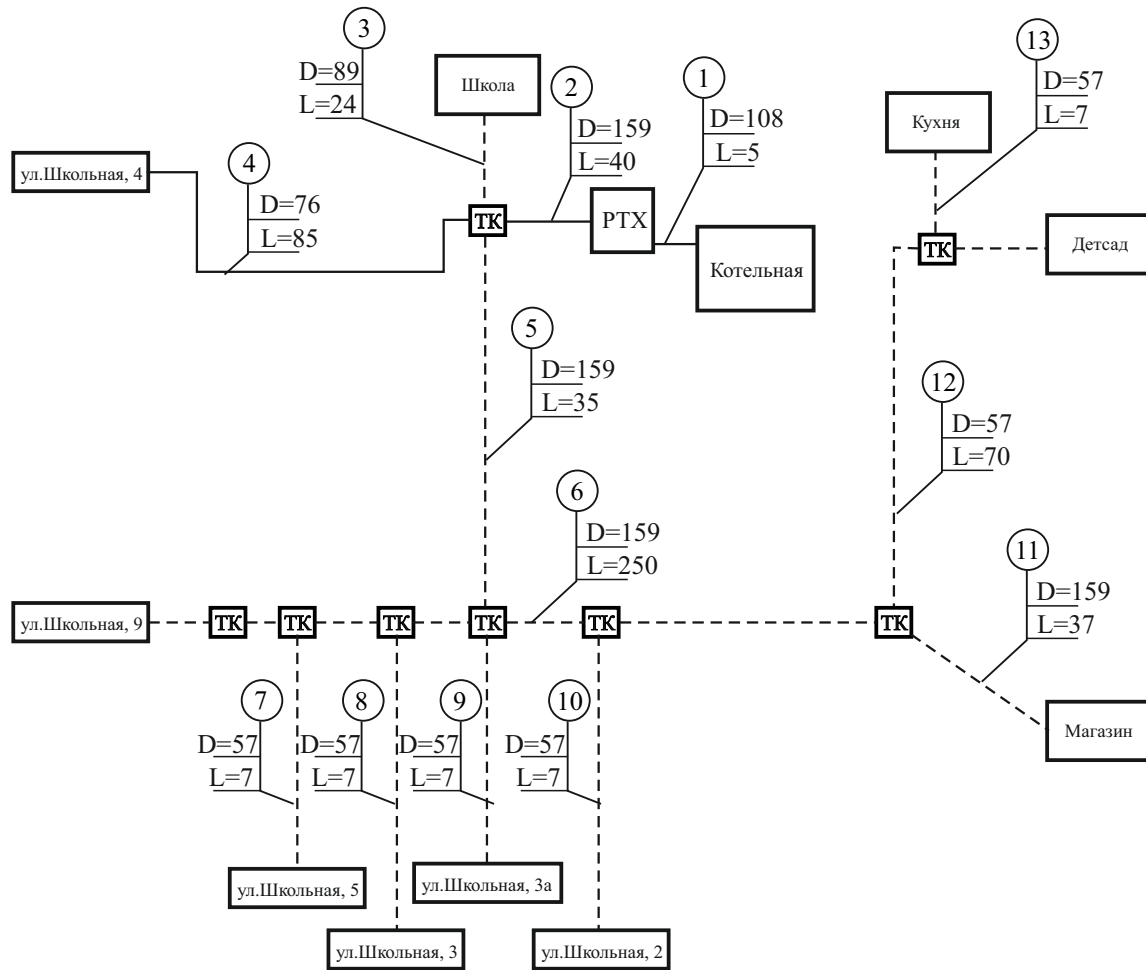 3
D=89
L=24
Школа
2
D=159
L=40
1
D=108
L=5
13
D=57
L=7
Кухня
ул.Школьная, 4
4
D=76
L=85
ТК
РТХ
Котельная
ТК
Детсад
5
D=159
L=35
12
D=57
L=70
6
D=159
L=250
11
D=159
L=37
ул.Школьная, 9
ТК
ТК
ТК
ТК
ТК
ТК
7
D=57
L=7
8
D=57
L=7
9
D=57
L=7
10
D=57
L=7
Магазин
ул.Школьная, 5
ул.Школьная, 3а
ул.Школьная, 3
ул.Школьная, 2